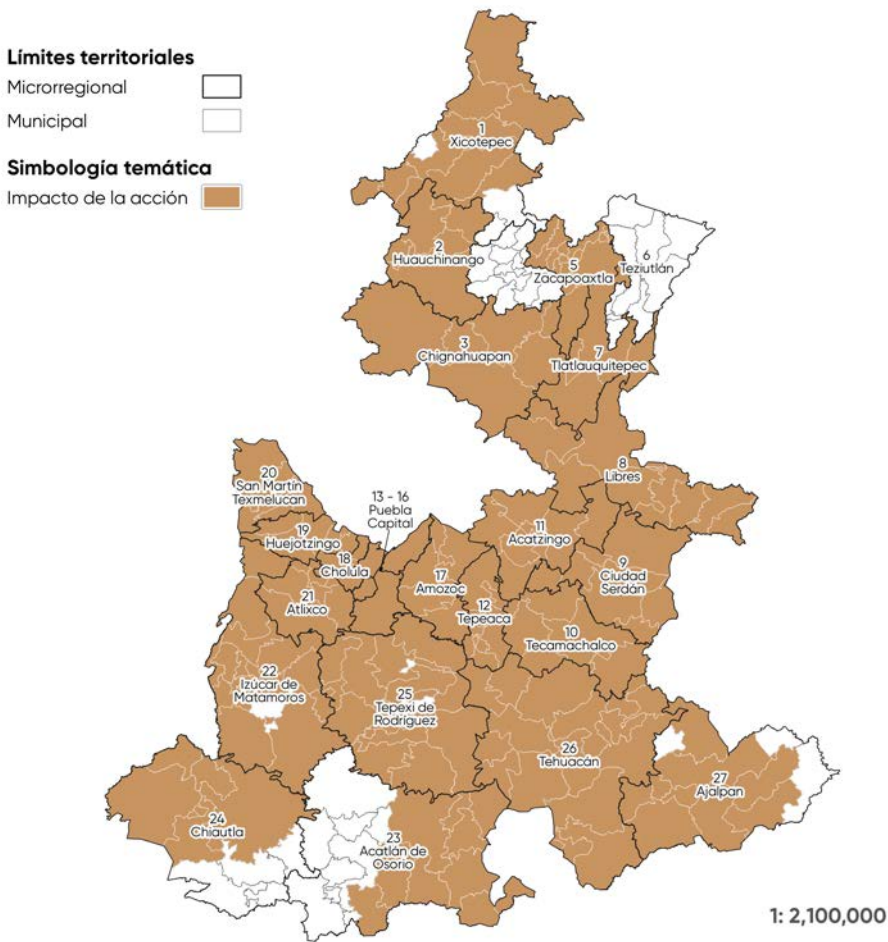 Límites territoriales
Microrregional
Municipal
Simbología temática
Impacto de la acción
1
Xicotepec
2
Huauchinango
5
Zacapoaxtla
6
Teziutlán
3
Chignahuapan
7
Tlatlauquitepec
8
Libres
20
San Martín
Texmelucan
13 - 16
Puebla
Capital
19
Huejotzingo
18
Cholula
11
Acatzingo
17
Amozoc
9
Ciudad
Serdán
21
Atlixco
12
Tepeaca
10
Tecamachalco
22
Izúcar de
Matamoros
25
Tepexi de
Rodríguez
26
Tehuacán
27
Ajalpan
24
Chiautla
23
Acatlán de
Osorio
1: 2,100,000